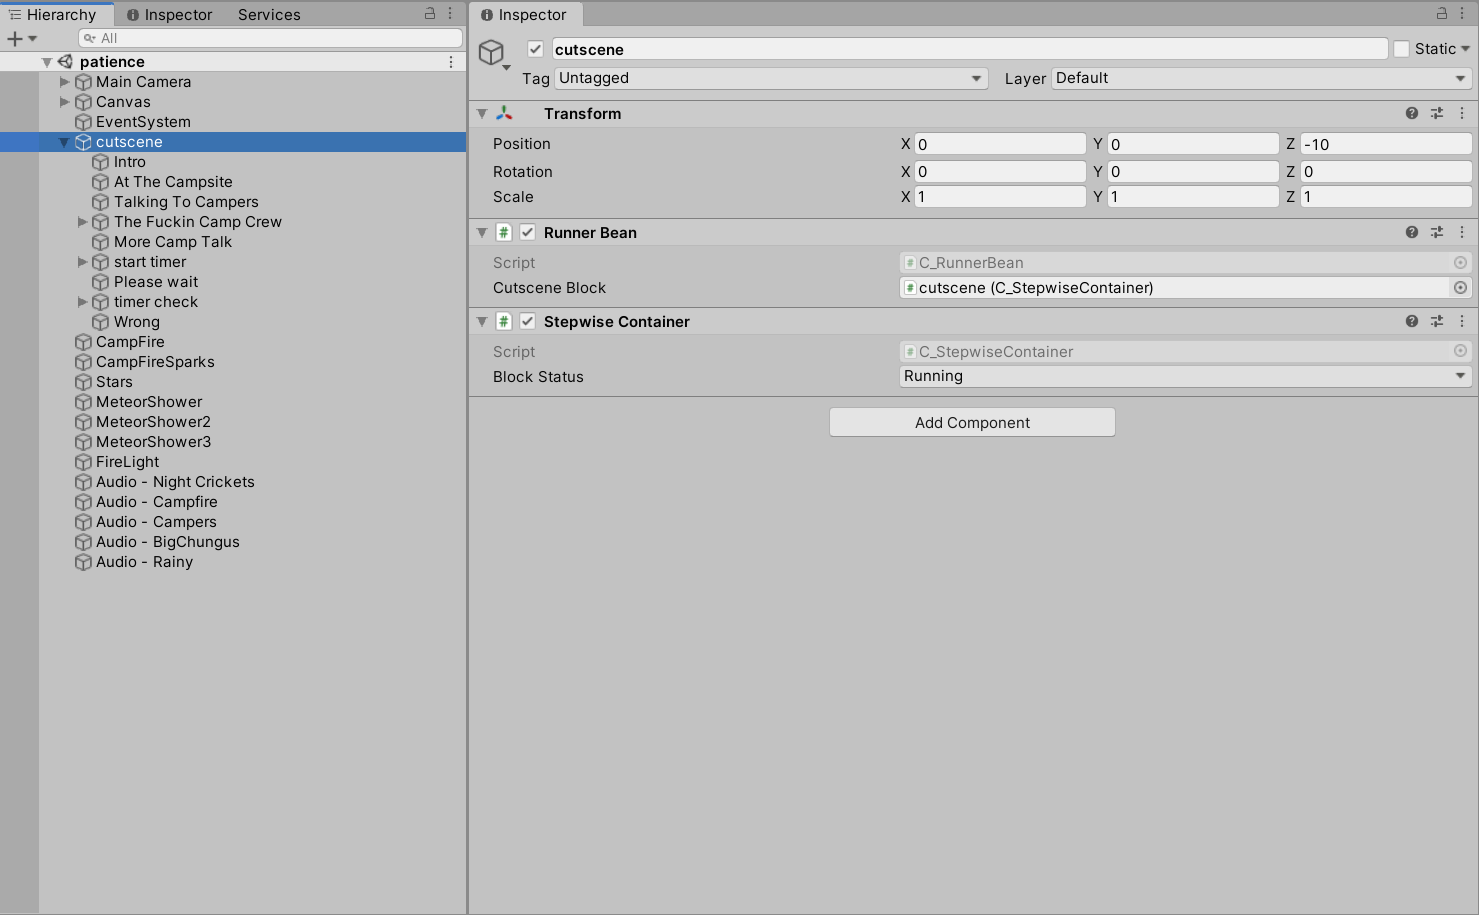 Hierarchy Inspector Services
All
patience
Main Camera
Canvas
EventSystem
cutscene
Intro
At The Campsite
Talking To Campers
The Fuckin Camp Crew
More Camp Talk
start timer
Please wait
timer check
Wrong
CampFire
CampFireSparks
Stars
MeteorShower
MeteorShower2
MeteorShower3
FireLight
Audio - Night Crickets
Audio - Campfire
Audio - Campers
Audio - BigChungus
Audio - Rainy
Inspector
cutscene Static
Tag Untagged Layer Default
Transform
Position X 0 Y 0 Z -10
Rotation X 0 Y 0 Z 0
Scale X 1 Y 1 Z 1
# Runner Bean
Script # C_RunnerBean
Cutscene Block # cutscene (C_StepwiseContainer)
# Stepwise Container
Script # C_StepwiseContainer
Block Status Running
Add Component